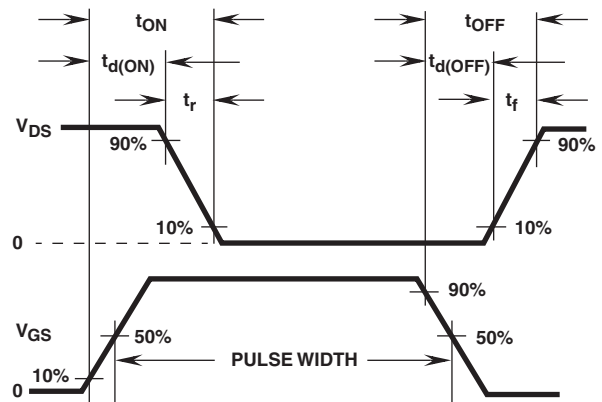 tON tOFF
td(ON) td(OFF)
tr tf
VDS
90% 90%
10% 10%
0
90%
VGS 50% 50%
PULSE WIDTH
10%
0